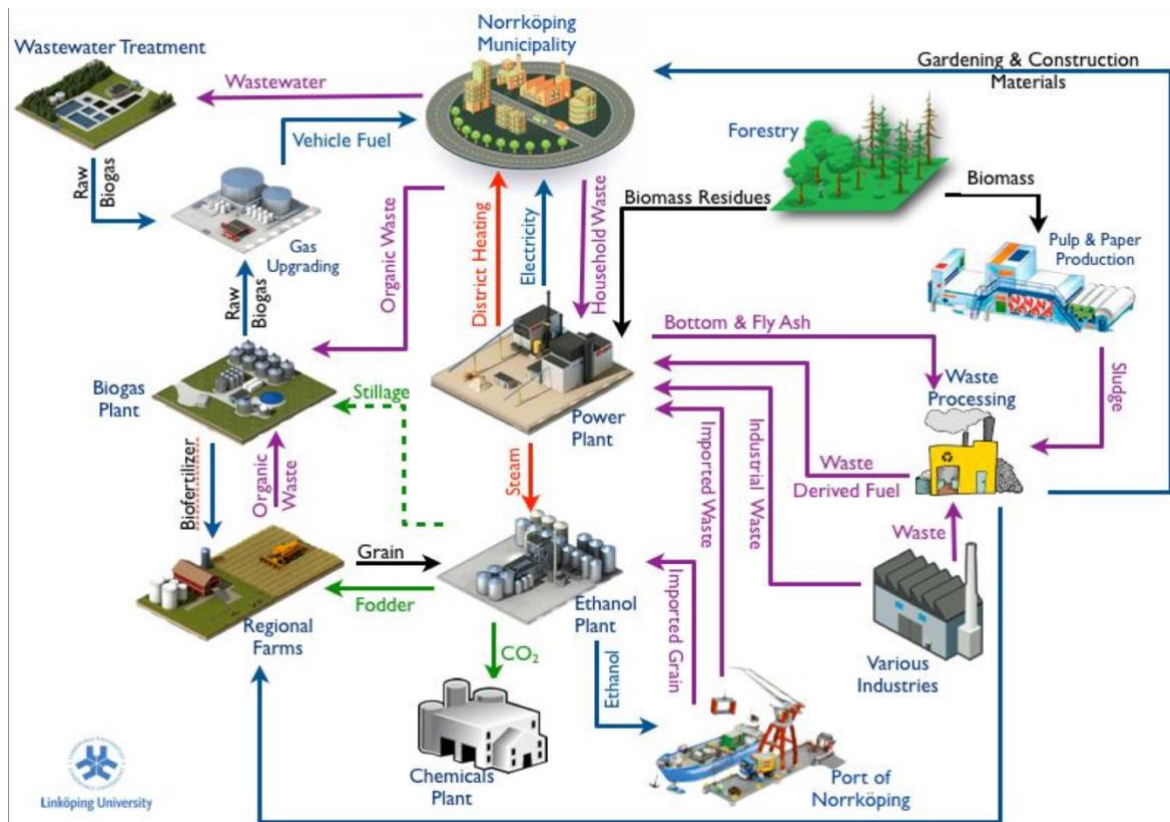 Norrköping
Municipality
Wastewater Treatment
Wastewater
Gardening & Construction
Materials
Forestry
Vehicle Fuel
Raw
Biogas
Gas
Upgrading
Organic Waste
District Heating
Electricity
Household Waste
Biomass Residues
Biomass
Pulp & Paper
Production
Raw
Biogas
Bottom & Fly Ash
Biogas
Plant
Stillage
Power
Plant
Waste
Processing
Sludge
Biofertilizer
Organic
Waste
Steam
Imported Waste
Industrial Waste
Waste
Derived Fuel
Waste
Grain
Fodder
Regional
Farms
Ethanol
Plant
Imported Grain
Various
Industries
CO₂
Ethanol
Chemicals
Plant
Port of
Norrköping
Linköping University